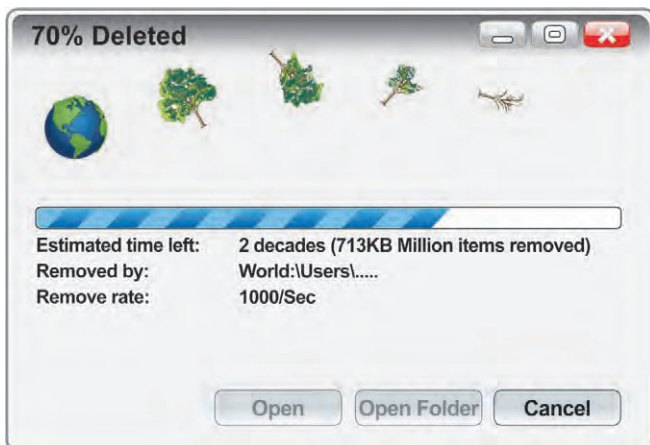 70% Deleted
Estimated time left: 2 decades (713KB Million items removed)
Removed by: World:\Users\.....
Remove rate: 1000/Sec
Open Open Folder Cancel